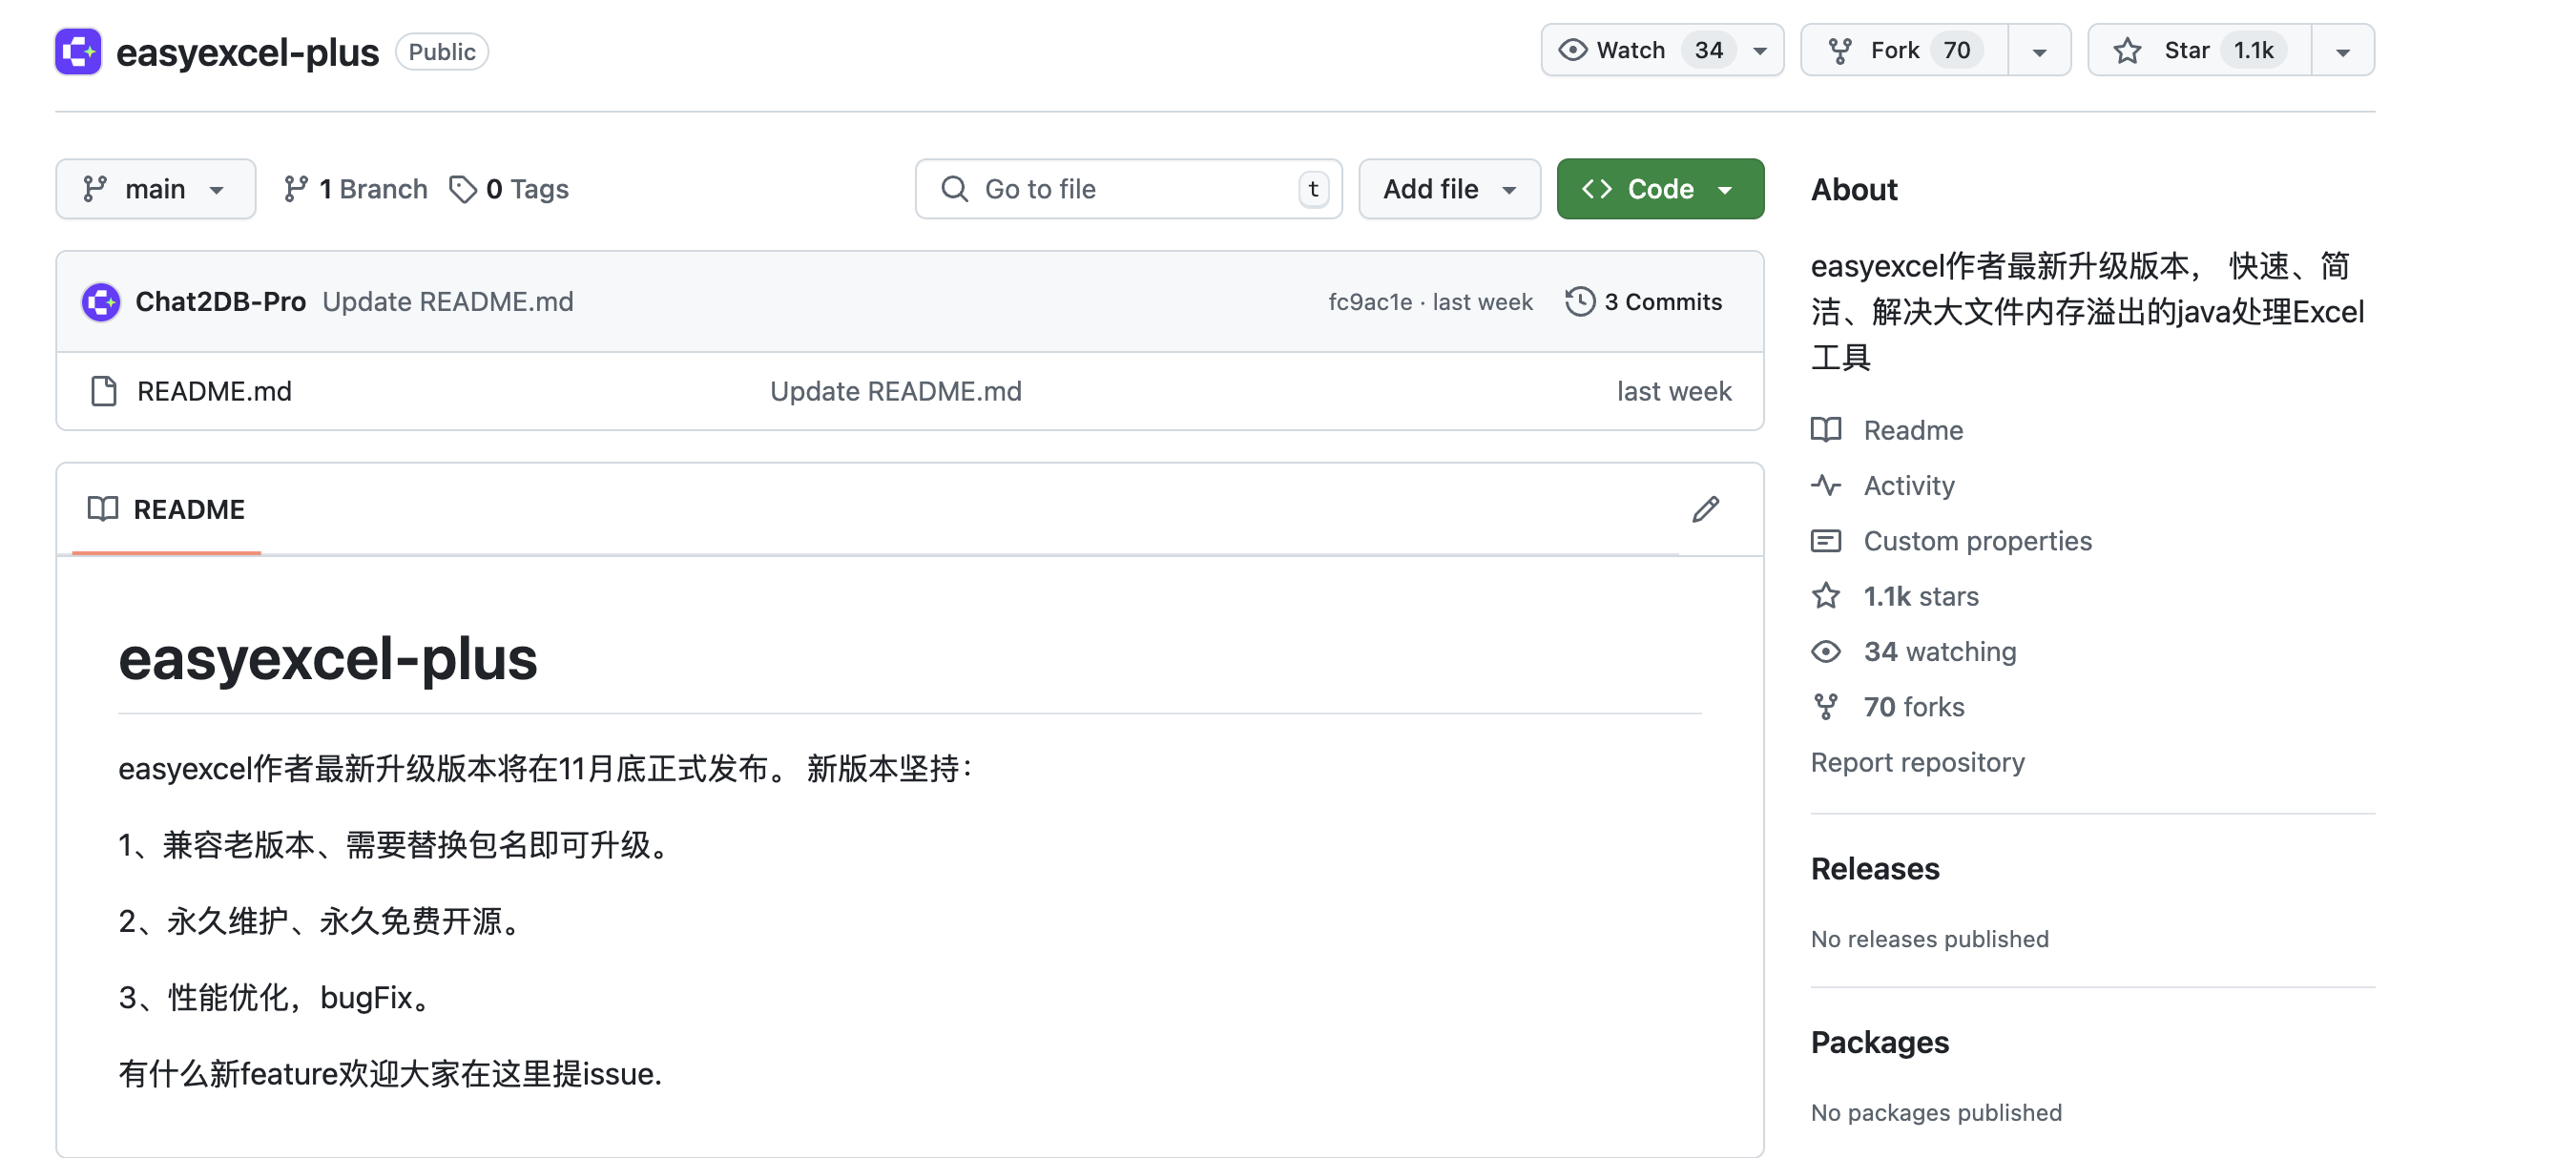 easyexcel-plus Public Watch 34 Fork 70 Star 1.1k
main 1 Branch 0 Tags Go to file t Add file Code
Chat2DB-Pro Update README.md fc9ac1e · last week 3 Commits
README.md Update README.md last week
README
easyexcel-plus
easyexcel作者最新升级版本将在11月底正式发布。 新版本坚持：
1、兼容老版本、需要替换包名即可升级。
2、永久维护、永久免费开源。
3、性能优化，bugFix。
有什么新feature欢迎大家在这里提issue.
About
easyexcel作者最新升级版本， 快速、简
洁、解决大文件内存溢出的java处理Excel
工具
Readme
Activity
Custom properties
1.1k stars
34 watching
70 forks
Report repository
Releases
No releases published
Packages
No packages published